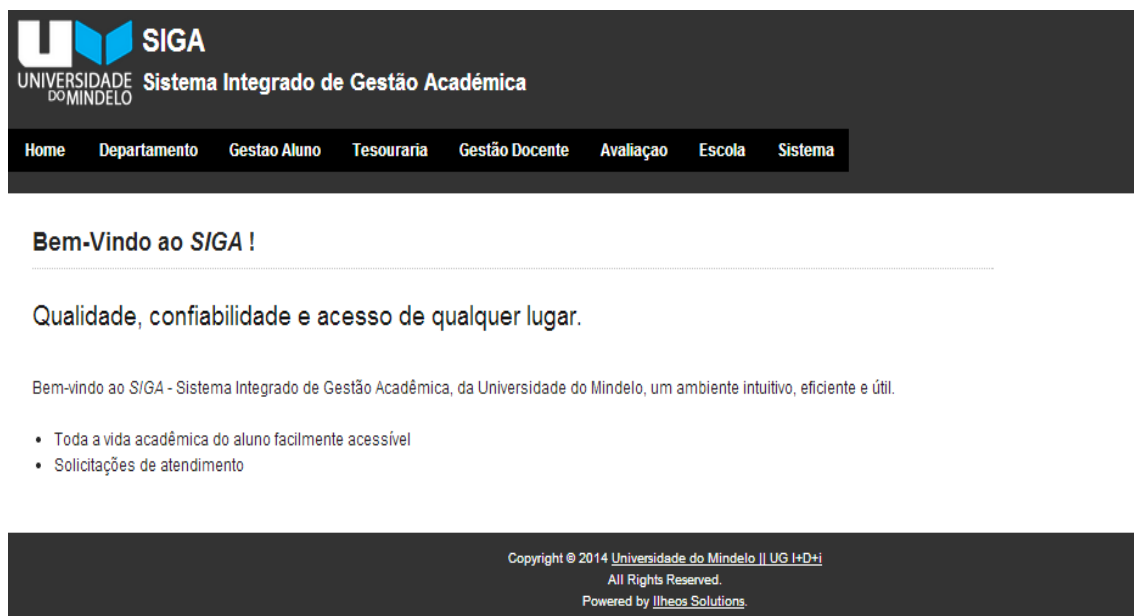 SIGA
UNIVERSIDADE
DO MINDELO
Sistema Integrado de Gestão Académica
Home Departamento Gestao Aluno Tesouraria Gestão Docente Avaliaçao Escola Sistema
Bem-Vindo ao SIGA !
Qualidade, confiabilidade e acesso de qualquer lugar.
Bem-vindo ao SIGA - Sistema Integrado de Gestão Acadêmica, da Universidade do Mindelo, um ambiente intuitivo, eficiente e útil.
• Toda a vida acadêmica do aluno facilmente acessível
• Solicitações de atendimento
Copyright © 2014 Universidade do Mindelo || UG I+D+i
All Rights Reserved.
Powered by Ilheos Solutions.